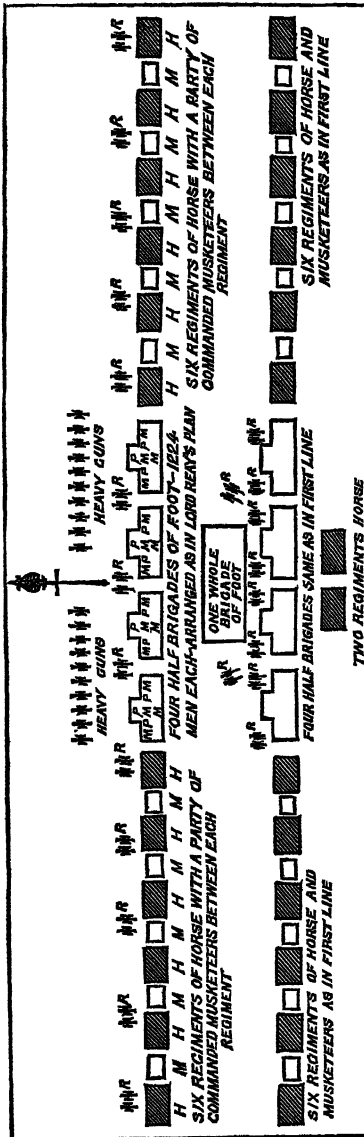 HEAVY GUNS HEAVY GUNS
R R R R R R R R R R R R R
P P
M P M P M M P M P M M P M P M M P M P M
M M M M
H M H M H M H M H M H H M H M H M H M H M H
SIX REGIMENTS OF HORSE WITH A PARTY OF
COMMANDED MUSKETEERS BETWEEN EACH
REGIMENT
FOUR HALF BRIGADES OF FOOT–1224
MEN EACH–ARRANGED AS IN LORD REAY'S PLAN
SIX REGIMENTS OF HORSE WITH A PARTY OF
COMMANDED MUSKETEERS BETWEEN EACH
REGIMENT
R R
ONE WHOLE
BRIGADE
OF FOOT
R R R R R R R R
SIX REGIMENTS OF HORSE AND
MUSKETEERS AS IN FIRST LINE
FOUR HALF BRIGADES SAME AS IN FIRST LINE
SIX REGIMENTS OF HORSE AND
MUSKETEERS AS IN FIRST LINE
TWO REGIMENTS HORSE